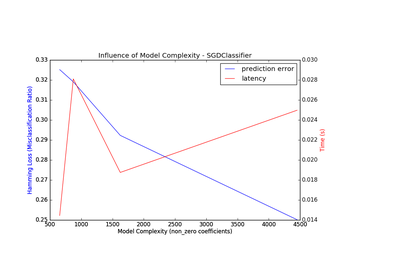 Influence of Model Complexity - SGDClassifier
prediction error
latency
Hamming Loss (Misclassification Ratio)
0.33
0.32
0.31
0.30
0.29
0.28
0.27
0.26
0.25
0.030
0.028
0.026
0.024
0.022
0.020
0.018
0.016
0.014
Time (s)
500 1000 1500 2000 2500 3000 3500 4000 4500
Model Complexity (non_zero coefficients)